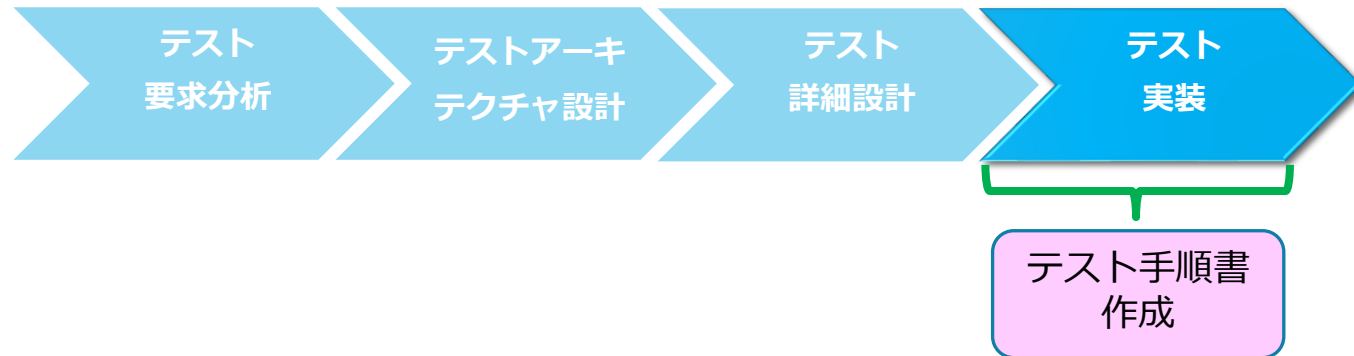 テスト
要求分析
テストアーキ
テクチャ設計
テスト
詳細設計
テスト
実装
テスト手順書
作成